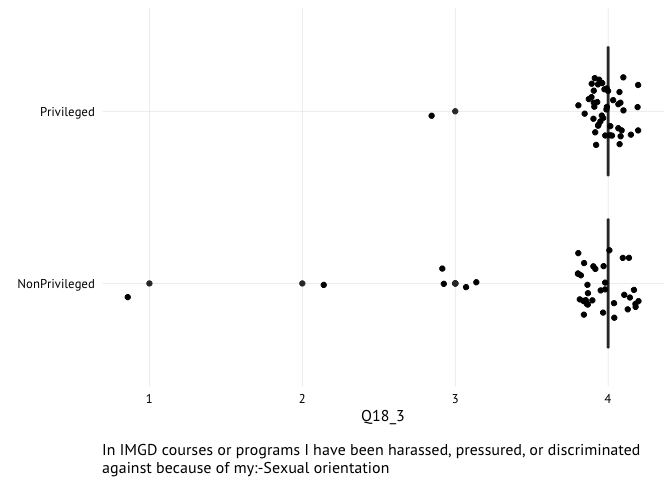 Privileged
NonPrivileged
1 2 3 4
Q18_3
In IMGD courses or programs I have been harassed, pressured, or discriminated
against because of my:-Sexual orientation